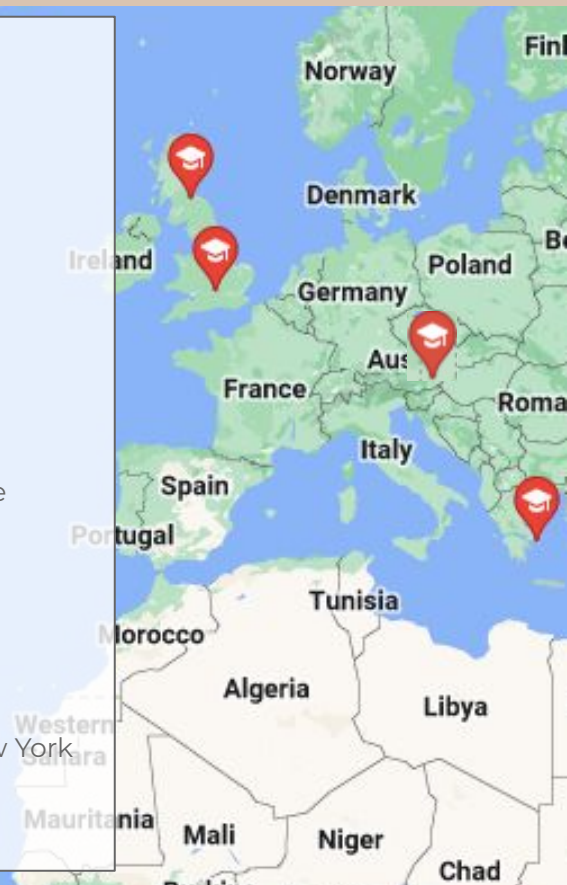 Finl
Norway
Denmark
Ireland
Be
Poland
Germany
Aus
France
Roma
Italy
e
Spain
Portugal
Tunisia
Morocco
Algeria
Libya
Western
Sahara
w York
Mauritania
Mali
Niger
Chad